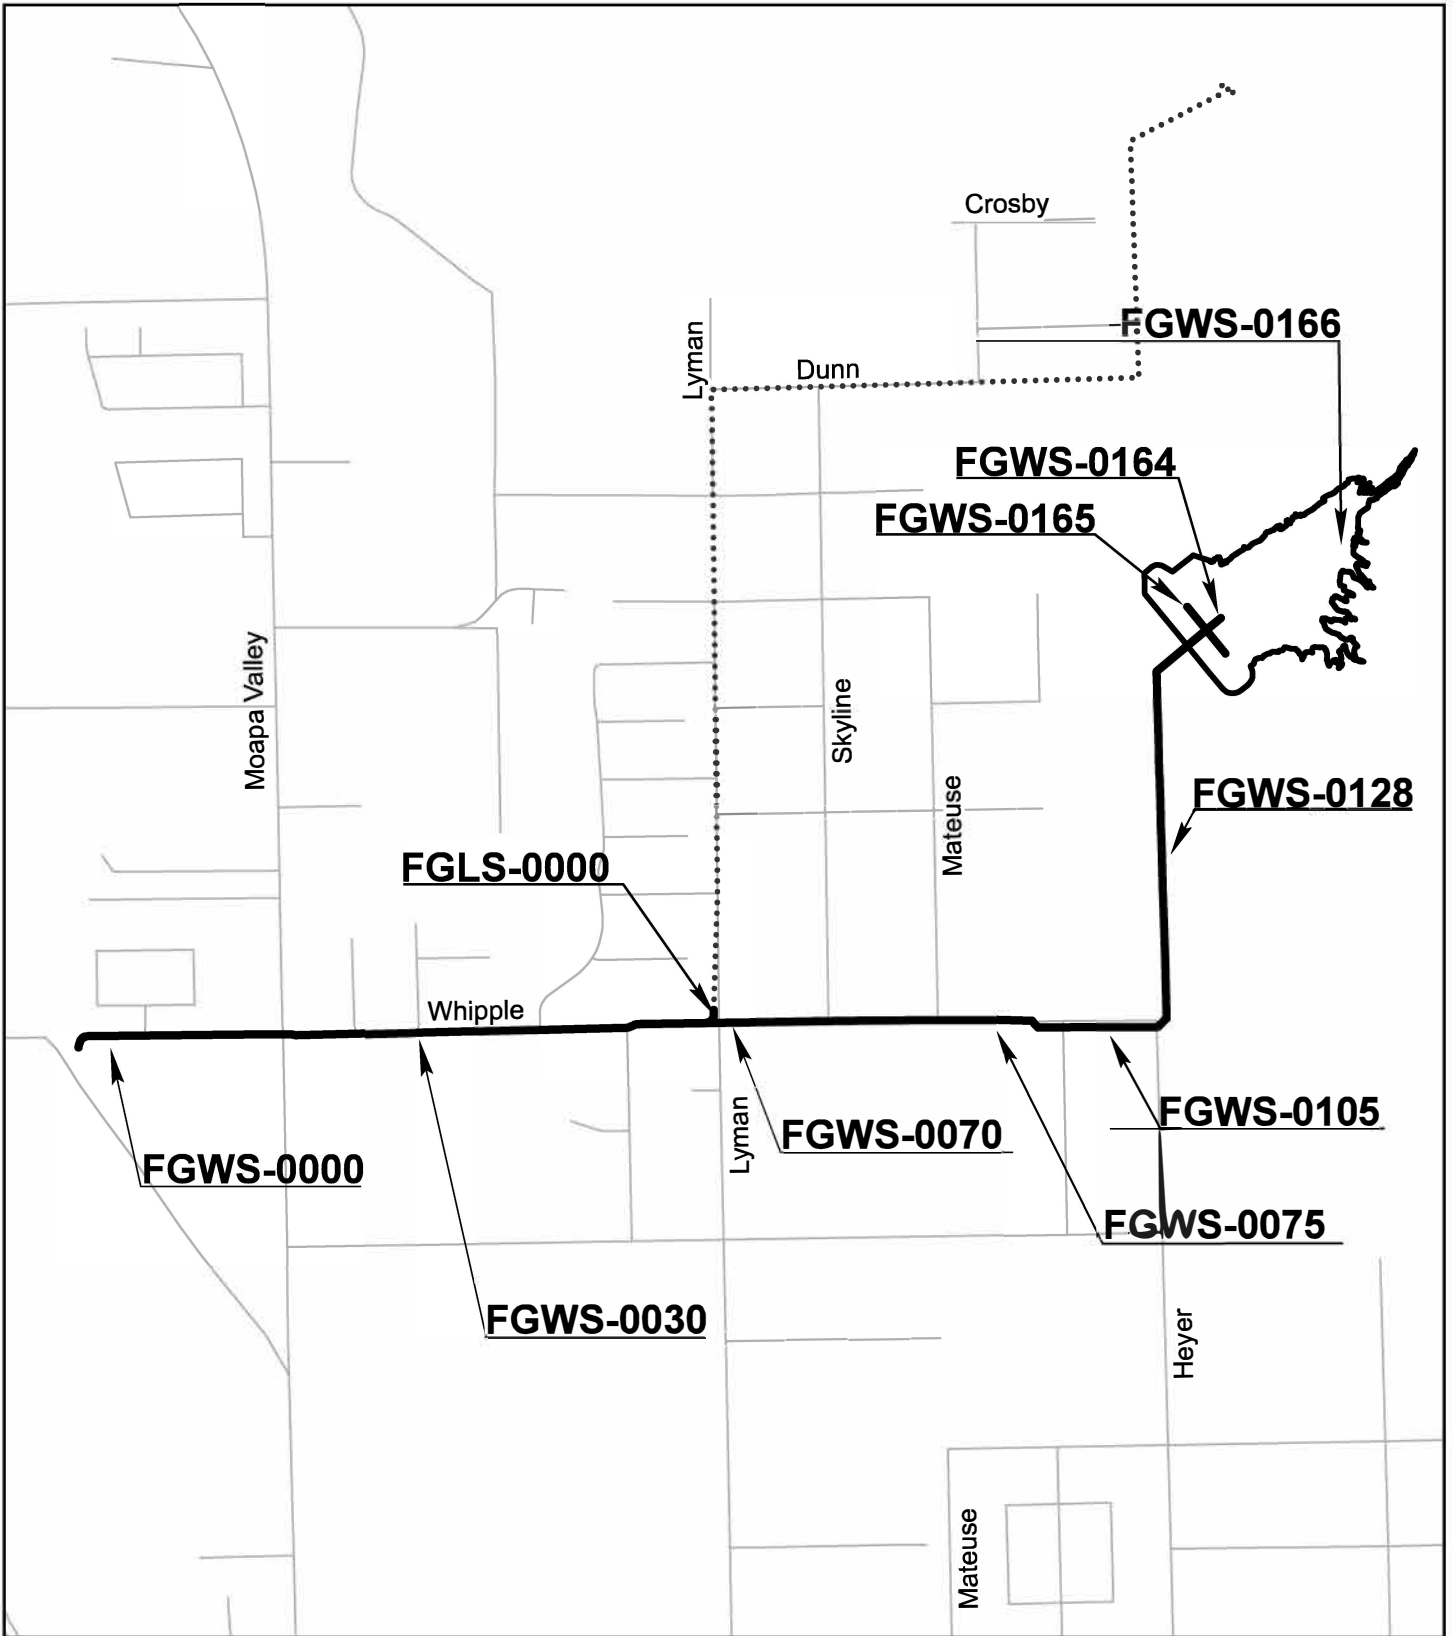 Crosby
FGWS-0166
Lyman
Dunn
FGWS-0164
FGWS-0165
Moapa Valley
Skyline
Mateuse
FGWS-0128
FGLS-0000
Whipple
FGWS-0105
Lyman
FGWS-0070
FGWS-0000
FGWS-0075
FGWS-0030
Heyer
Mateuse